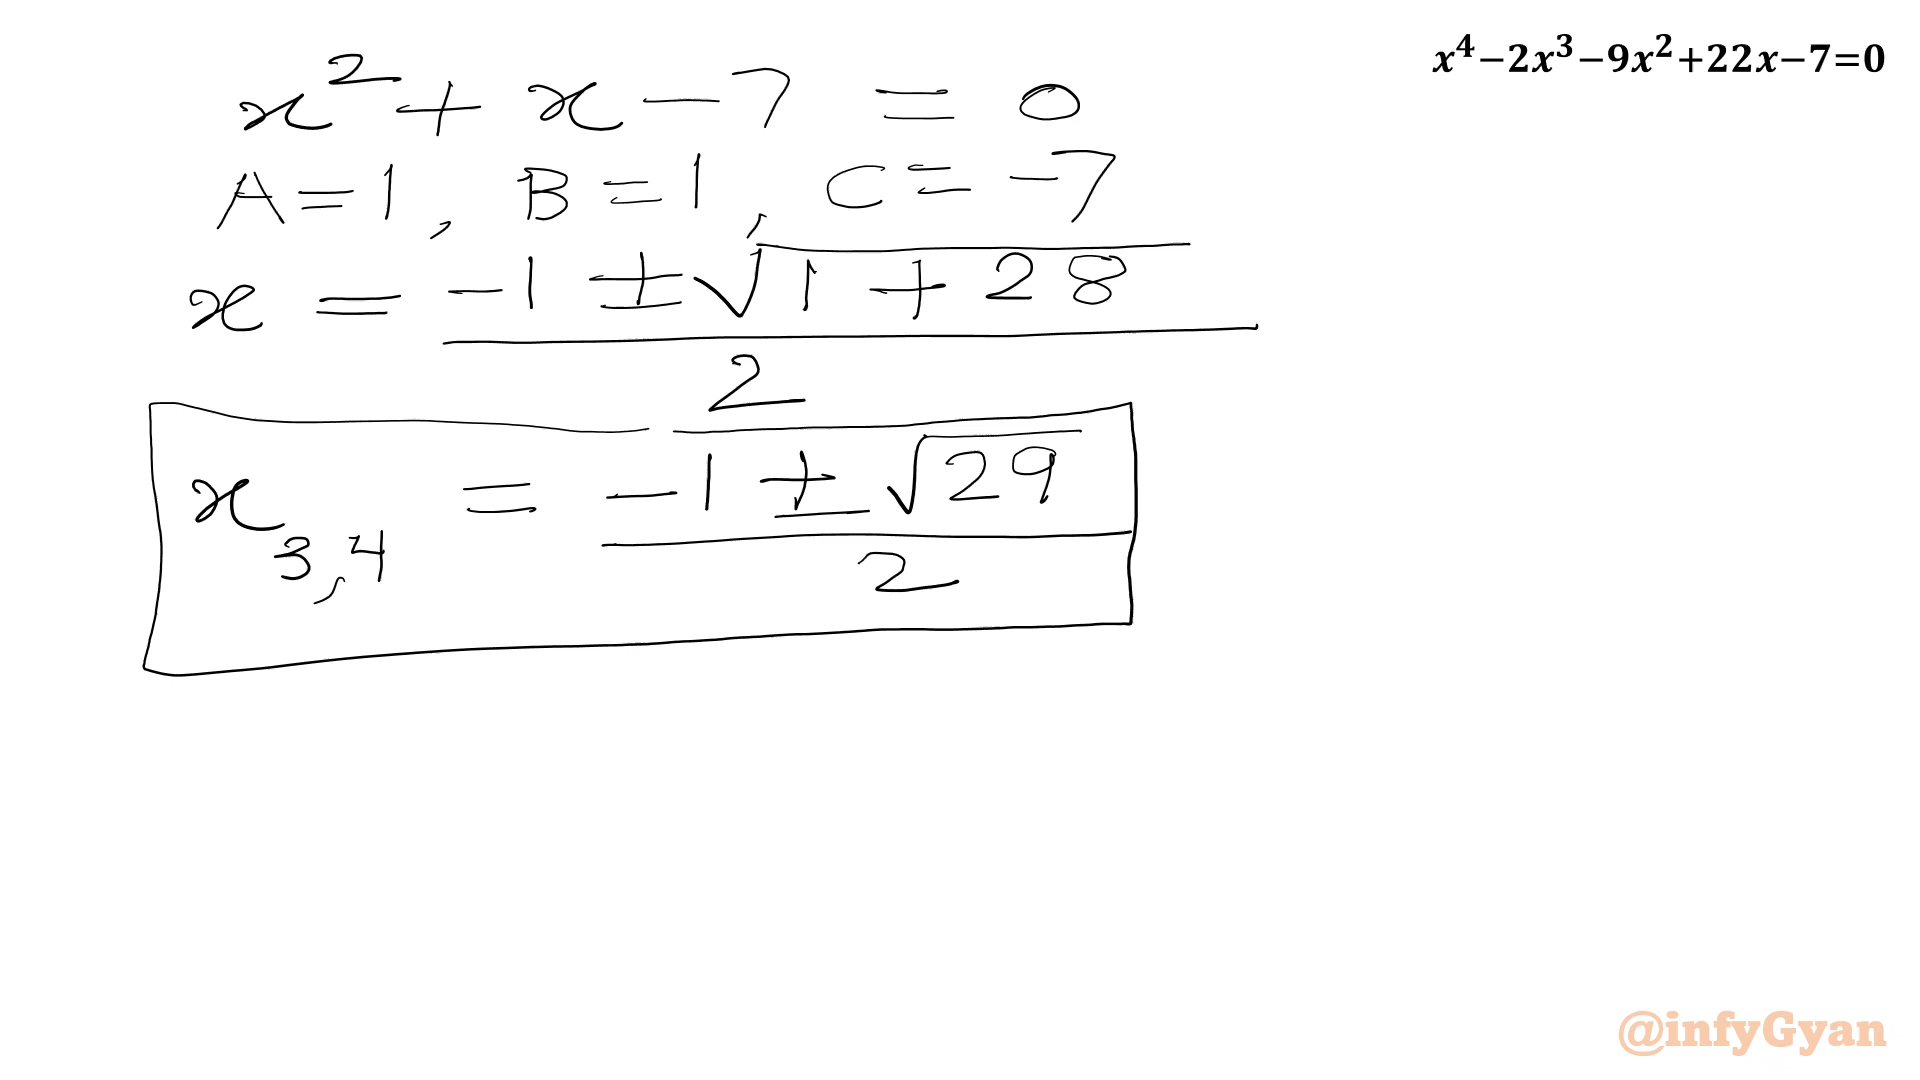 x⁴−2x³−9x²+22x−7=0
x² + x − 7 = 0
A = 1 , B = 1 , C = −7
x = (−1 ± √(1 + 28)) / 2
x₃,₄ = (−1 ± √29) / 2
@infyGyan